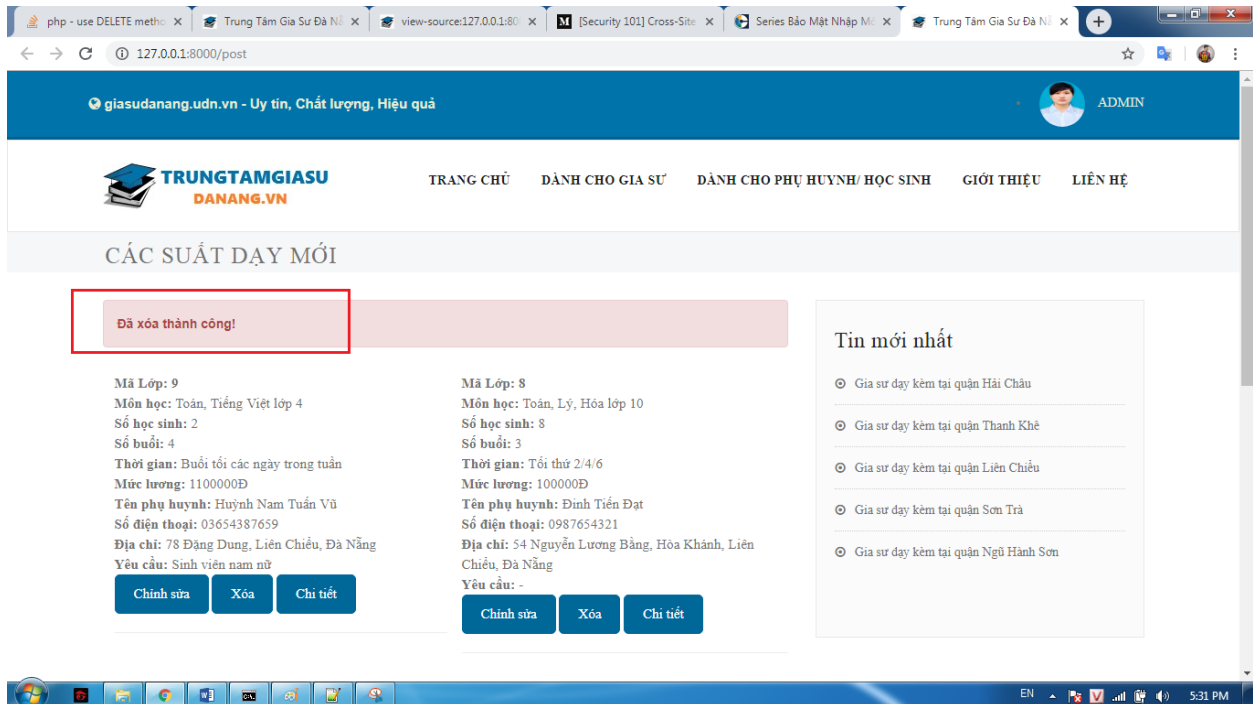 php - use DELETE metho
Trung Tâm Gia Sư Đà Nẵ
view-source:127.0.0.1:80
[Security 101] Cross-Site
Series Bảo Mật Nhập Mô
Trung Tâm Gia Sư Đà Nẵ
127.0.0.1:8000/post
giasudanang.udn.vn - Uy tín, Chất lượng, Hiệu quả
ADMIN
TRUNGTAMGIASU
DANANG.VN
TRANG CHỦ DÀNH CHO GIA SƯ DÀNH CHO PHỤ HUYNH/ HỌC SINH GIỚI THIỆU LIÊN HỆ
CÁC SUẤT DẠY MỚI
Đã xóa thành công!
Mã Lớp: 9
Môn học: Toán, Tiếng Việt lớp 4
Số học sinh: 2
Số buổi: 4
Thời gian: Buổi tối các ngày trong tuần
Mức lương: 1100000Đ
Tên phụ huynh: Huỳnh Nam Tuấn Vũ
Số điện thoại: 03654387659
Địa chỉ: 78 Đặng Dung, Liên Chiểu, Đà Nẵng
Yêu cầu: Sinh viên nam nữ
Chỉnh sửa Xóa Chi tiết
Mã Lớp: 8
Môn học: Toán, Lý, Hóa lớp 10
Số học sinh: 8
Số buổi: 3
Thời gian: Tối thứ 2/4/6
Mức lương: 100000Đ
Tên phụ huynh: Đinh Tiến Đạt
Số điện thoại: 0987654321
Địa chỉ: 54 Nguyễn Lương Bằng, Hòa Khánh, Liên
Chiểu, Đà Nẵng
Yêu cầu: -
Chỉnh sửa Xóa Chi tiết
Tin mới nhất
Gia sư dạy kèm tại quận Hải Châu
Gia sư dạy kèm tại quận Thanh Khê
Gia sư dạy kèm tại quận Liên Chiểu
Gia sư dạy kèm tại quận Sơn Trà
Gia sư dạy kèm tại quận Ngũ Hành Sơn
EN 5:31 PM